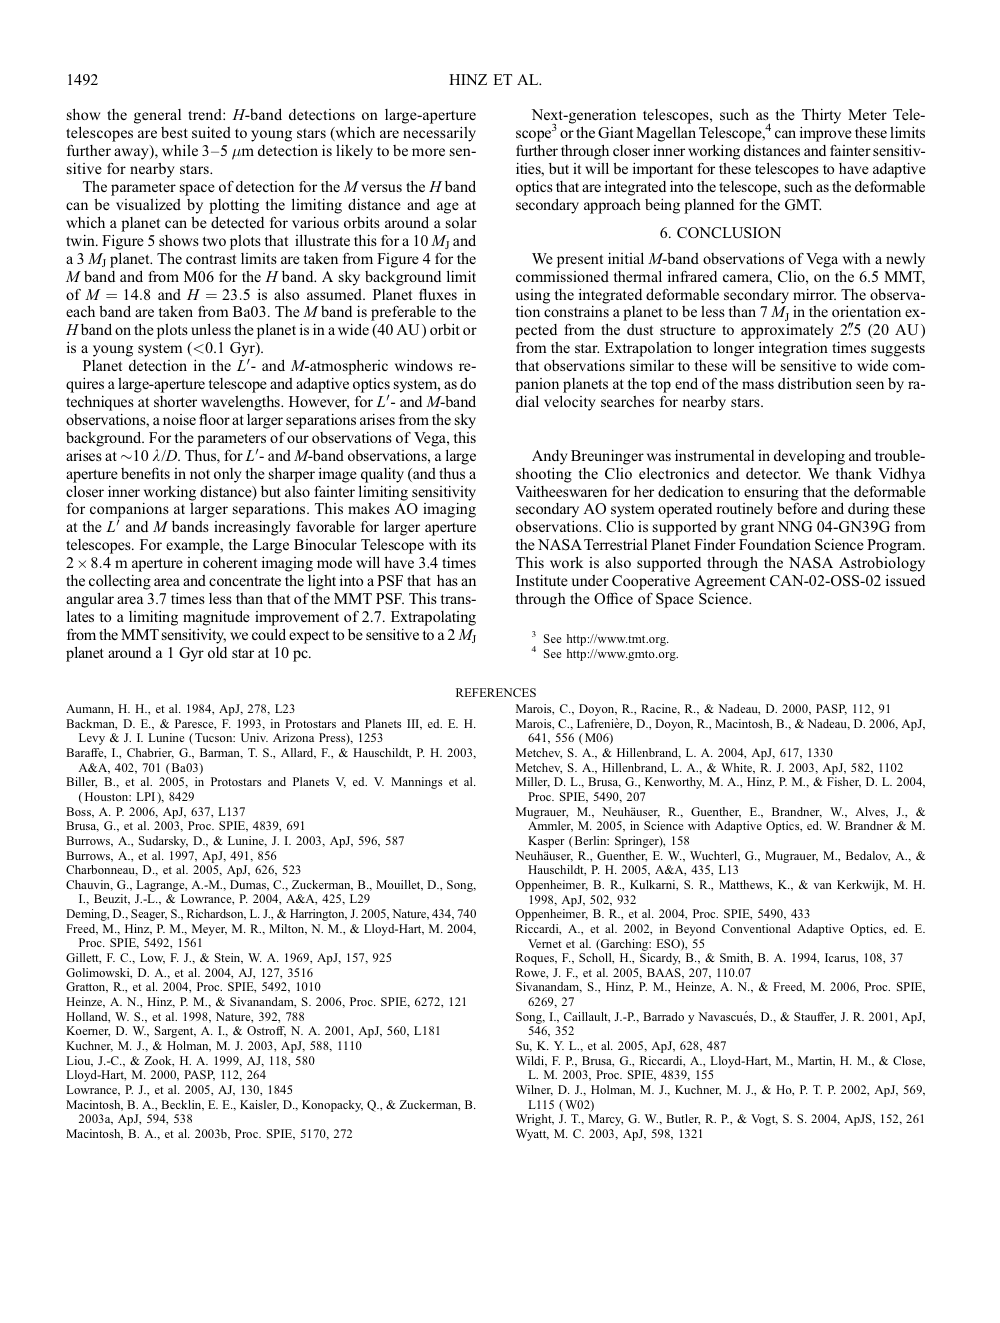 1492
HINZ ET AL.
show the general trend: H-band detections on large-aperture
telescopes are best suited to young stars (which are necessarily
further away), while 3–5 μm detection is likely to be more sen-
sitive for nearby stars.
The parameter space of detection for the M versus the H band
can be visualized by plotting the limiting distance and age at
which a planet can be detected for various orbits around a solar
twin. Figure 5 shows two plots that illustrate this for a 10 MJ and
a 3 MJ planet. The contrast limits are taken from Figure 4 for the
M band and from M06 for the H band. A sky background limit
of M = 14.8 and H = 23.5 is also assumed. Planet fluxes in
each band are taken from Ba03. The M band is preferable to the
H band on the plots unless the planet is in a wide (40 AU) orbit or
is a young system (<0.1 Gyr).
Planet detection in the L′- and M-atmospheric windows re-
quires a large-aperture telescope and adaptive optics system, as do
techniques at shorter wavelengths. However, for L′- and M-band
observations, a noise floor at larger separations arises from the sky
background. For the parameters of our observations of Vega, this
arises at ~10 λ/D. Thus, for L′- and M-band observations, a large
aperture benefits in not only the sharper image quality (and thus a
closer inner working distance) but also fainter limiting sensitivity
for companions at larger separations. This makes AO imaging
at the L′ and M bands increasingly favorable for larger aperture
telescopes. For example, the Large Binocular Telescope with its
2 × 8.4 m aperture in coherent imaging mode will have 3.4 times
the collecting area and concentrate the light into a PSF that has an
angular area 3.7 times less than that of the MMT PSF. This trans-
lates to a limiting magnitude improvement of 2.7. Extrapolating
from the MMT sensitivity, we could expect to be sensitive to a 2 MJ
planet around a 1 Gyr old star at 10 pc.
Next-generation telescopes, such as the Thirty Meter Tele-
scope³ or the Giant Magellan Telescope,⁴ can improve these limits
further through closer inner working distances and fainter sensitiv-
ities, but it will be important for these telescopes to have adaptive
optics that are integrated into the telescope, such as the deformable
secondary approach being planned for the GMT.
6. CONCLUSION
We present initial M-band observations of Vega with a newly
commissioned thermal infrared camera, Clio, on the 6.5 MMT,
using the integrated deformable secondary mirror. The observa-
tion constrains a planet to be less than 7 MJ in the orientation ex-
pected from the dust structure to approximately 2.″5 (20 AU)
from the star. Extrapolation to longer integration times suggests
that observations similar to these will be sensitive to wide com-
panion planets at the top end of the mass distribution seen by ra-
dial velocity searches for nearby stars.
Andy Breuninger was instrumental in developing and trouble-
shooting the Clio electronics and detector. We thank Vidhya
Vaitheeswaren for her dedication to ensuring that the deformable
secondary AO system operated routinely before and during these
observations. Clio is supported by grant NNG 04-GN39G from
the NASA Terrestrial Planet Finder Foundation Science Program.
This work is also supported through the NASA Astrobiology
Institute under Cooperative Agreement CAN-02-OSS-02 issued
through the Office of Space Science.
³ See http://www.tmt.org.
⁴ See http://www.gmto.org.
REFERENCES
Aumann, H. H., et al. 1984, ApJ, 278, L23
Backman, D. E., & Paresce, F. 1993, in Protostars and Planets III, ed. E. H.
Levy & J. I. Lunine (Tucson: Univ. Arizona Press), 1253
Baraffe, I., Chabrier, G., Barman, T. S., Allard, F., & Hauschildt, P. H. 2003,
A&A, 402, 701 (Ba03)
Biller, B., et al. 2005, in Protostars and Planets V, ed. V. Mannings et al.
(Houston: LPI), 8429
Boss, A. P. 2006, ApJ, 637, L137
Brusa, G., et al. 2003, Proc. SPIE, 4839, 691
Burrows, A., Sudarsky, D., & Lunine, J. I. 2003, ApJ, 596, 587
Burrows, A., et al. 1997, ApJ, 491, 856
Charbonneau, D., et al. 2005, ApJ, 626, 523
Chauvin, G., Lagrange, A.-M., Dumas, C., Zuckerman, B., Mouillet, D., Song,
I., Beuzit, J.-L., & Lowrance, P. 2004, A&A, 425, L29
Deming, D., Seager, S., Richardson, L. J., & Harrington, J. 2005, Nature, 434, 740
Freed, M., Hinz, P. M., Meyer, M. R., Milton, N. M., & Lloyd-Hart, M. 2004,
Proc. SPIE, 5492, 1561
Gillett, F. C., Low, F. J., & Stein, W. A. 1969, ApJ, 157, 925
Golimowski, D. A., et al. 2004, AJ, 127, 3516
Gratton, R., et al. 2004, Proc. SPIE, 5492, 1010
Heinze, A. N., Hinz, P. M., & Sivanandam, S. 2006, Proc. SPIE, 6272, 121
Holland, W. S., et al. 1998, Nature, 392, 788
Koerner, D. W., Sargent, A. I., & Ostroff, N. A. 2001, ApJ, 560, L181
Kuchner, M. J., & Holman, M. J. 2003, ApJ, 588, 1110
Liou, J.-C., & Zook, H. A. 1999, AJ, 118, 580
Lloyd-Hart, M. 2000, PASP, 112, 264
Lowrance, P. J., et al. 2005, AJ, 130, 1845
Macintosh, B. A., Becklin, E. E., Kaisler, D., Konopacky, Q., & Zuckerman, B.
2003a, ApJ, 594, 538
Macintosh, B. A., et al. 2003b, Proc. SPIE, 5170, 272
Marois, C., Doyon, R., Racine, R., & Nadeau, D. 2000, PASP, 112, 91
Marois, C., Lafrenière, D., Doyon, R., Macintosh, B., & Nadeau, D. 2006, ApJ,
641, 556 (M06)
Metchev, S. A., & Hillenbrand, L. A. 2004, ApJ, 617, 1330
Metchev, S. A., Hillenbrand, L. A., & White, R. J. 2003, ApJ, 582, 1102
Miller, D. L., Brusa, G., Kenworthy, M. A., Hinz, P. M., & Fisher, D. L. 2004,
Proc. SPIE, 5490, 207
Mugrauer, M., Neuhäuser, R., Guenther, E., Brandner, W., Alves, J., &
Ammler, M. 2005, in Science with Adaptive Optics, ed. W. Brandner & M.
Kasper (Berlin: Springer), 158
Neuhäuser, R., Guenther, E. W., Wuchterl, G., Mugrauer, M., Bedalov, A., &
Hauschildt, P. H. 2005, A&A, 435, L13
Oppenheimer, B. R., Kulkarni, S. R., Matthews, K., & van Kerkwijk, M. H.
1998, ApJ, 502, 932
Oppenheimer, B. R., et al. 2004, Proc. SPIE, 5490, 433
Riccardi, A., et al. 2002, in Beyond Conventional Adaptive Optics, ed. E.
Vernet et al. (Garching: ESO), 55
Roques, F., Scholl, H., Sicardy, B., & Smith, B. A. 1994, Icarus, 108, 37
Rowe, J. F., et al. 2005, BAAS, 207, 110.07
Sivanandam, S., Hinz, P. M., Heinze, A. N., & Freed, M. 2006, Proc. SPIE,
6269, 27
Song, I., Caillault, J.-P., Barrado y Navascués, D., & Stauffer, J. R. 2001, ApJ,
546, 352
Su, K. Y. L., et al. 2005, ApJ, 628, 487
Wildi, F. P., Brusa, G., Riccardi, A., Lloyd-Hart, M., Martin, H. M., & Close,
L. M. 2003, Proc. SPIE, 4839, 155
Wilner, D. J., Holman, M. J., Kuchner, M. J., & Ho, P. T. P. 2002, ApJ, 569,
L115 (W02)
Wright, J. T., Marcy, G. W., Butler, R. P., & Vogt, S. S. 2004, ApJS, 152, 261
Wyatt, M. C. 2003, ApJ, 598, 1321